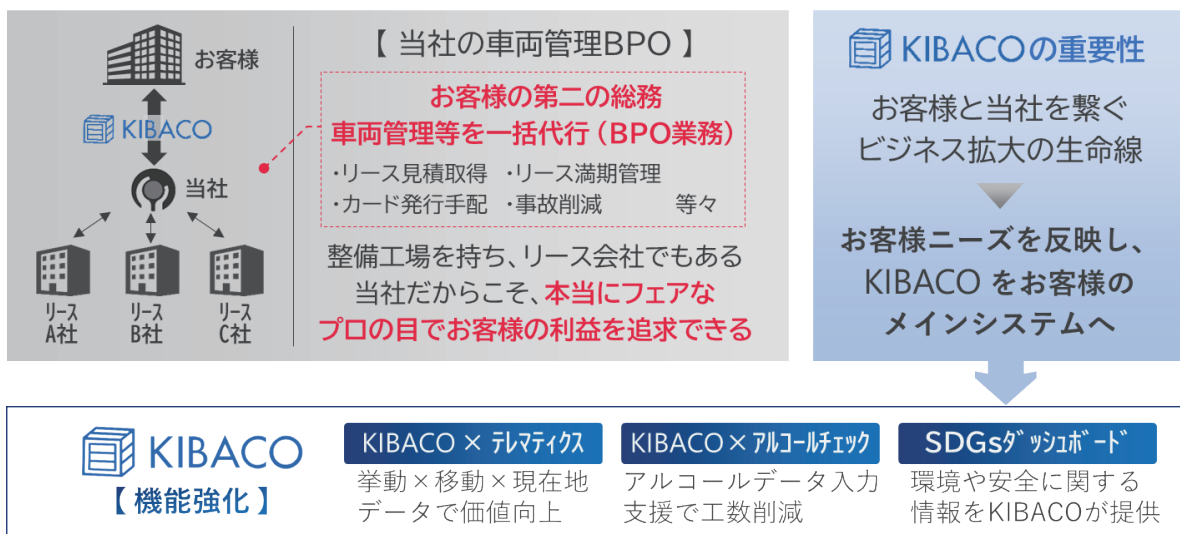 お客様
KIBACO
当社
リース
A社
リース
B社
リース
C社
【 当社の車両管理BPO 】
お客様の第二の総務
車両管理等を一括代行（BPO業務）
・リース見積取得 ・リース満期管理
・カード発行手配 ・事故削減 等々
整備工場を持ち、リース会社でもある
当社だからこそ、本当にフェアな
プロの目でお客様の利益を追求できる
KIBACOの重要性
お客様と当社を繋ぐ
ビジネス拡大の生命線
お客様ニーズを反映し、
KIBACO をお客様の
メインシステムへ
KIBACO
【 機能強化 】
KIBACO × ﾃﾚﾏﾃｨｸｽ
挙動×移動×現在地
データで価値向上
KIBACO× ｱﾙｺｰﾙﾁｪｯｸ
アルコールデータ入力
支援で工数削減
SDGsﾀﾞｯｼｭﾎﾞｰﾄﾞ
環境や安全に関する
情報をKIBACOが提供